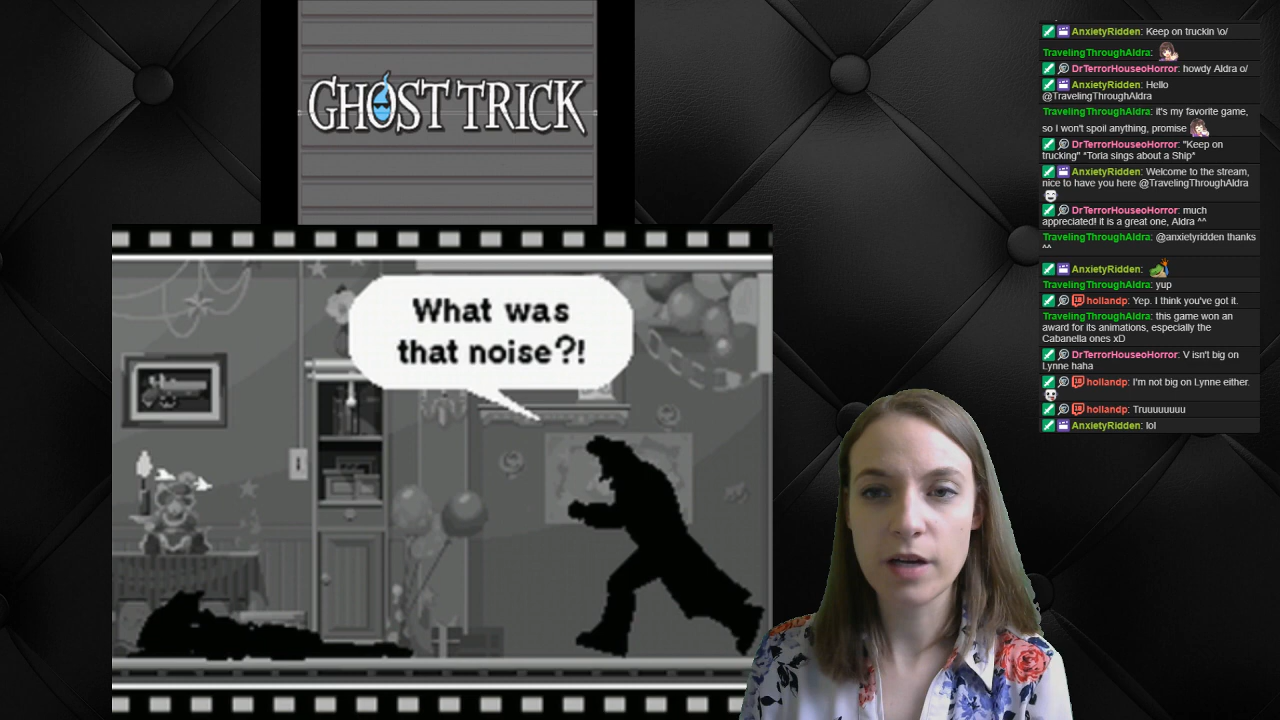 GHOST TRICK
What was
that noise?!
AnxietyRidden: Keep on truckin \o/
TravelingThroughAldra:
DrTerrorHouseoHorror: howdy Aldra o/
AnxietyRidden: Hello
@TravelingThroughAldra
TravelingThroughAldra: it's my favorite game,
so I won't spoil anything, promise
DrTerrorHouseoHorror: "Keep on
trucking" *Toria sings about a Ship*
AnxietyRidden: Welcome to the stream,
nice to have you here @TravelingThroughAldra
DrTerrorHouseoHorror: much
appreciated! it is a great one, Aldra ^^
TravelingThroughAldra: @anxietyridden thanks
^^
AnxietyRidden:
TravelingThroughAldra: yup
hollandp: Yep. I think you've got it.
TravelingThroughAldra: this game won an
award for its animations, especially the
Cabanella ones xD
DrTerrorHouseoHorror: V isn't big on
Lynne haha
hollandp: I'm not big on Lynne either.
hollandp: Truuuuuuuu
AnxietyRidden: lol